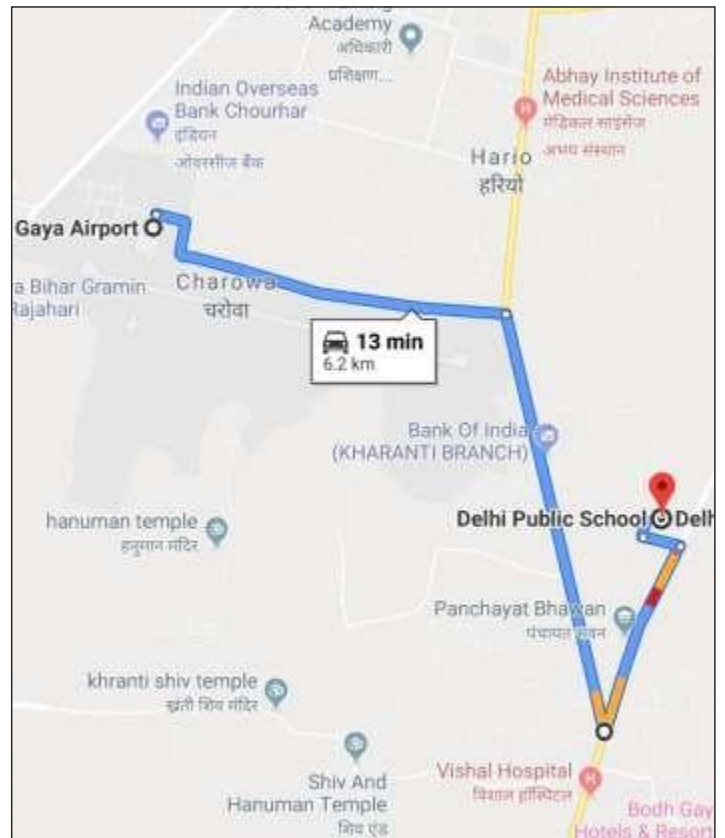 Academy
अधिकारी
प्रशिक्षण...
Indian Overseas
Bank Chourhar
इंडियन
ओवरसीज बैंक
Abhay Institute of
Medical Sciences
मेडिकल साइंसेज
अभय संस्थान
H
Hario
हरियो
Gaya Airport
a Bihar Gramin
Rajahari
Charowa
चरोवा
13 min
6.2 km
Bank Of India
(KHARANTI BRANCH)
hanuman temple
हनुमान मंदिर
Delhi Public School
Delh
Panchayat Bhawan
पंचायत भवन
khranti shiv temple
ख्रंती शिव मंदिर
Shiv And
Hanuman Temple
शिव एंड
Vishal Hospital
विशाल हॉस्पिटल
H
Bodh Gay
Hotels & Resort